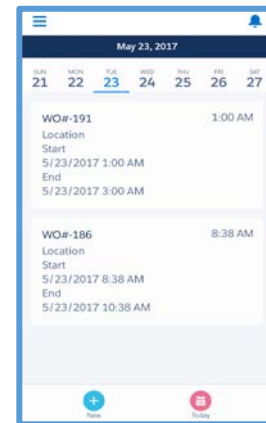 May 23, 2017
SUN MON TUE WED THU FRI SAT
21 22 23 24 25 26 27
WO#-191 1:00 AM
Location
Start
5/23/2017 1:00 AM
End
5/23/2017 3:00 AM
WO#-186 8:38 AM
Location
Start
5/23/2017 8:38 AM
End
5/23/2017 10:38 AM
New Today